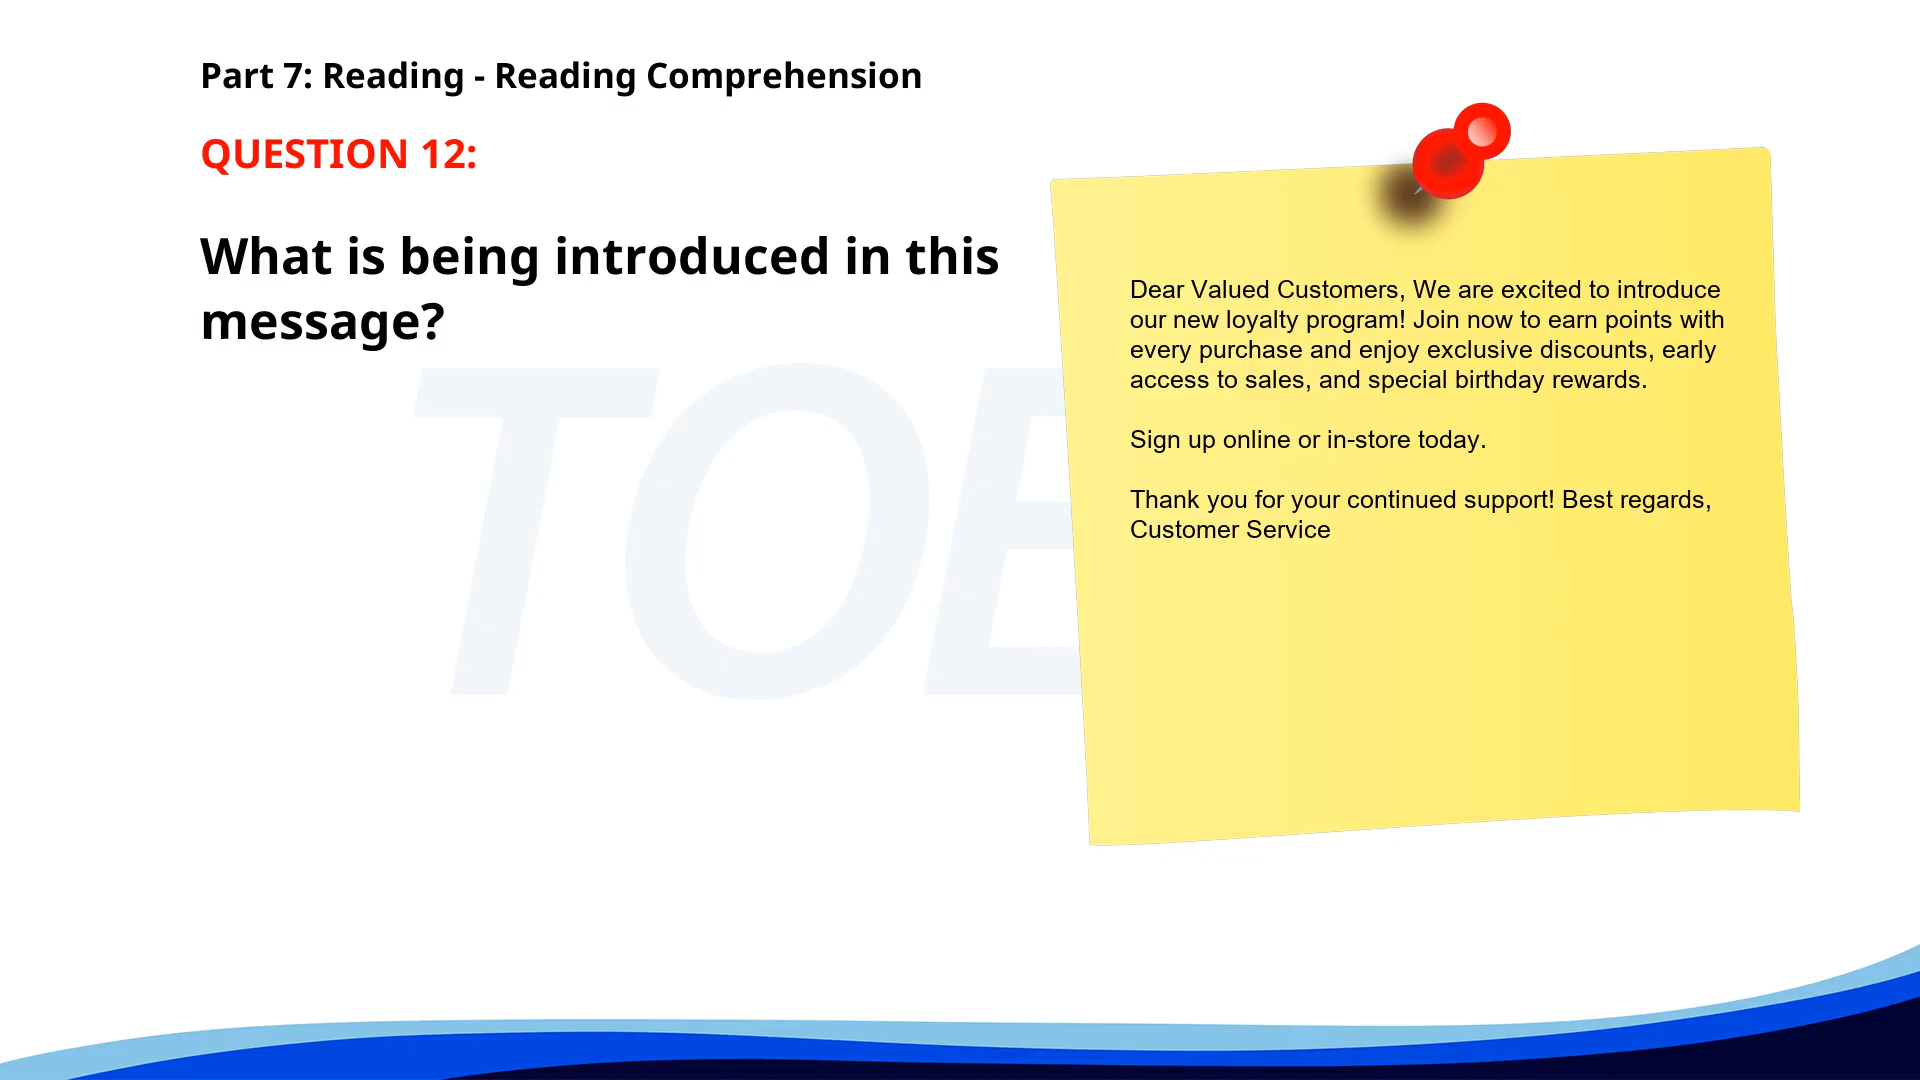 Part 7: Reading - Reading Comprehension
QUESTION 12:
What is being introduced in this
message?
Dear Valued Customers, We are excited to introduce
our new loyalty program! Join now to earn points with
every purchase and enjoy exclusive discounts, early
access to sales, and special birthday rewards.
Sign up online or in-store today.
Thank you for your continued support! Best regards,
Customer Service
TOE